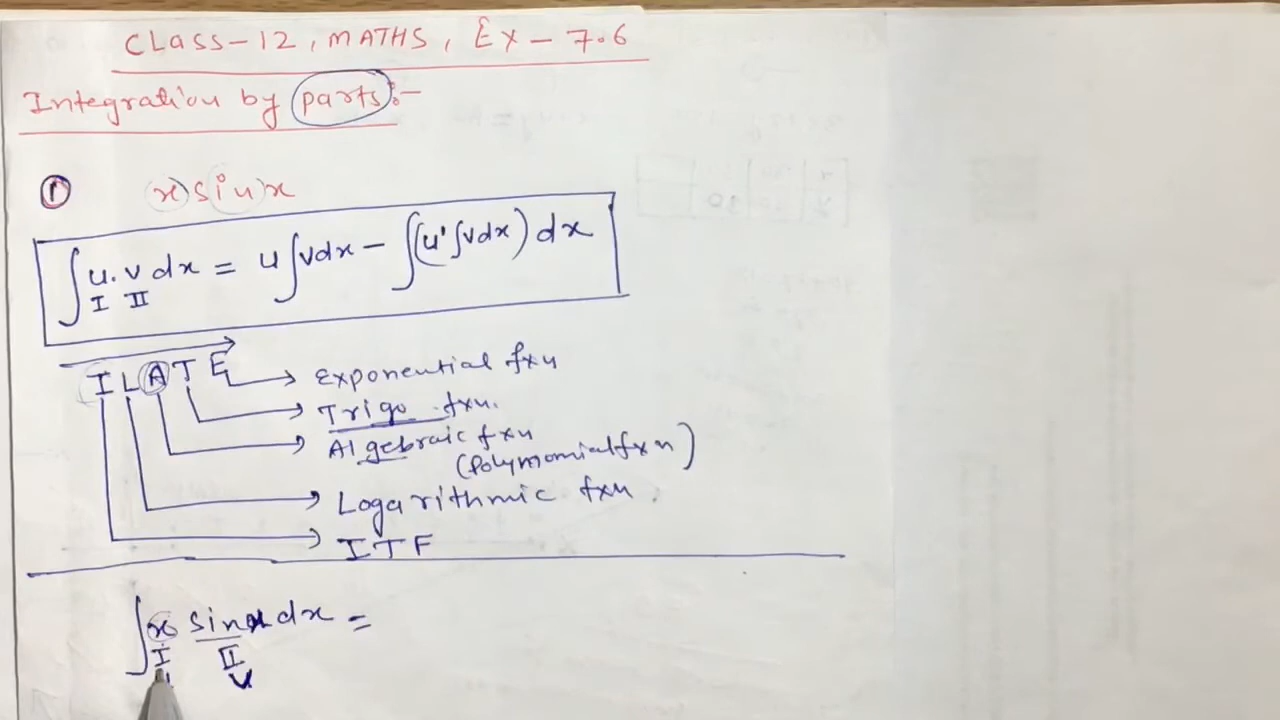 CLASS-12, MATHS, EX-7.6
Integration by parts:-
① x sin x
∫ u. v dx = u ∫ v dx - ∫ (u' ∫ v dx) dx
I II
I L A T E
Exponential fxn
Trigo. fxn.
Algebraic fxn
(Polynomial fxn)
Logarithmic fxn.
ITF
∫ x sin x dx =
I II
v